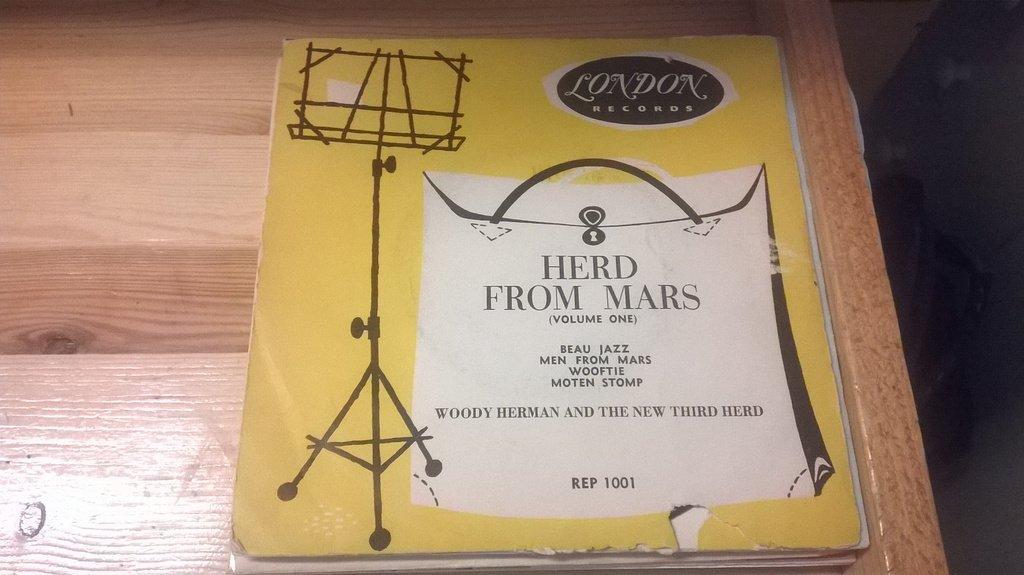 LONDON
RECORDS
HERD
FROM MARS
(VOLUME ONE)
BEAU JAZZ
MEN FROM MARS
WOOFTIE
MOTEN STOMP
WOODY HERMAN AND THE NEW THIRD HERD
REP 1001